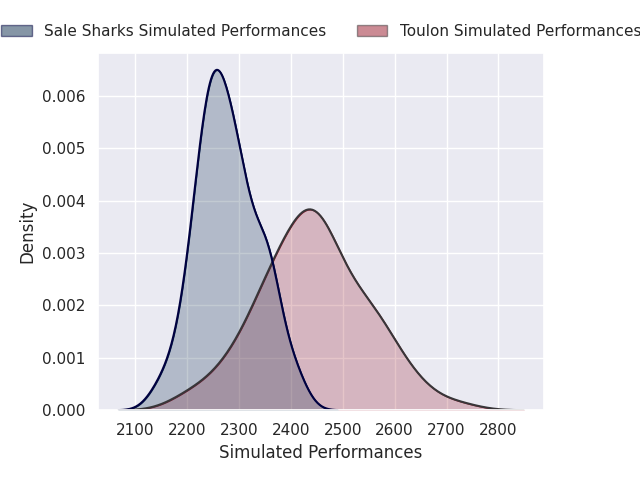 Sale Sharks Simulated Performances Toulon Simulated Performances
0.006
0.005
0.004
0.003
0.002
0.001
0.000
Density
2100 2200 2300 2400 2500 2600 2700 2800
Simulated Performances